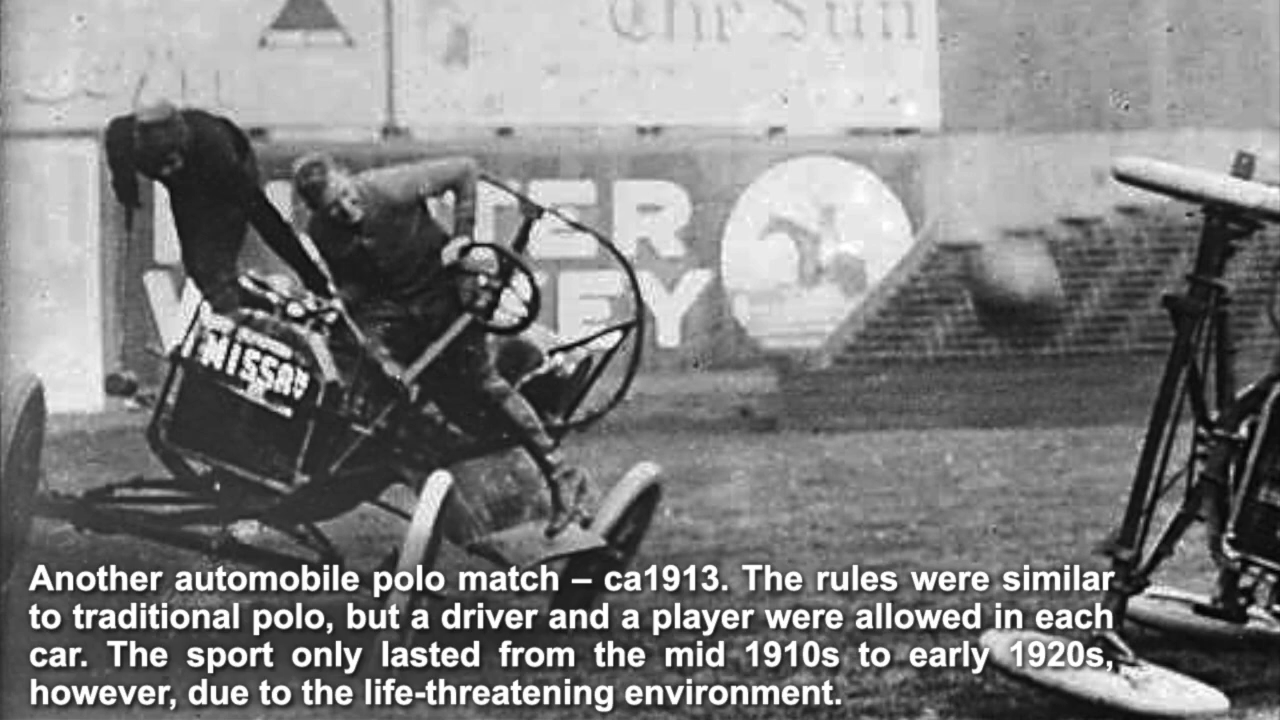 The Sun
TER
EY
Another automobile polo match – ca1913. The rules were similar
to traditional polo, but a driver and a player were allowed in each
car. The sport only lasted from the mid 1910s to early 1920s,
however, due to the life-threatening environment.